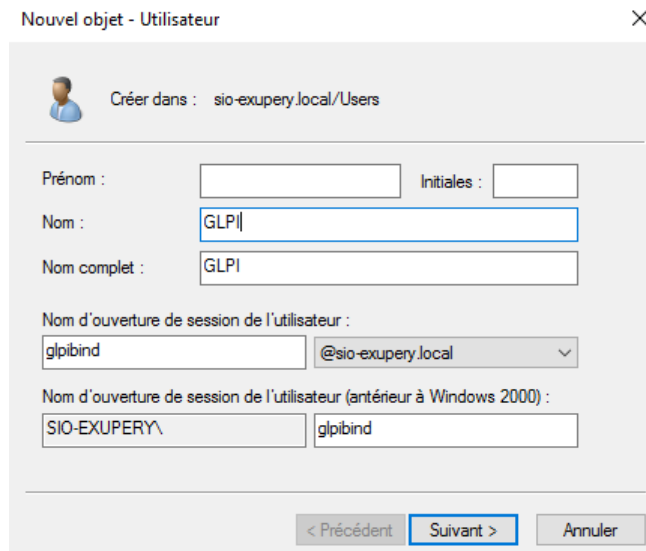 Nouvel objet - Utilisateur
Créer dans : sio-exupery.local/Users
Prénom :
Initiales :
Nom : GLPI
Nom complet : GLPI
Nom d'ouverture de session de l'utilisateur :
glpibind @sio-exupery.local
Nom d'ouverture de session de l'utilisateur (antérieur à Windows 2000) :
SIO-EXUPERY\ glpibind
< Précédent Suivant > Annuler